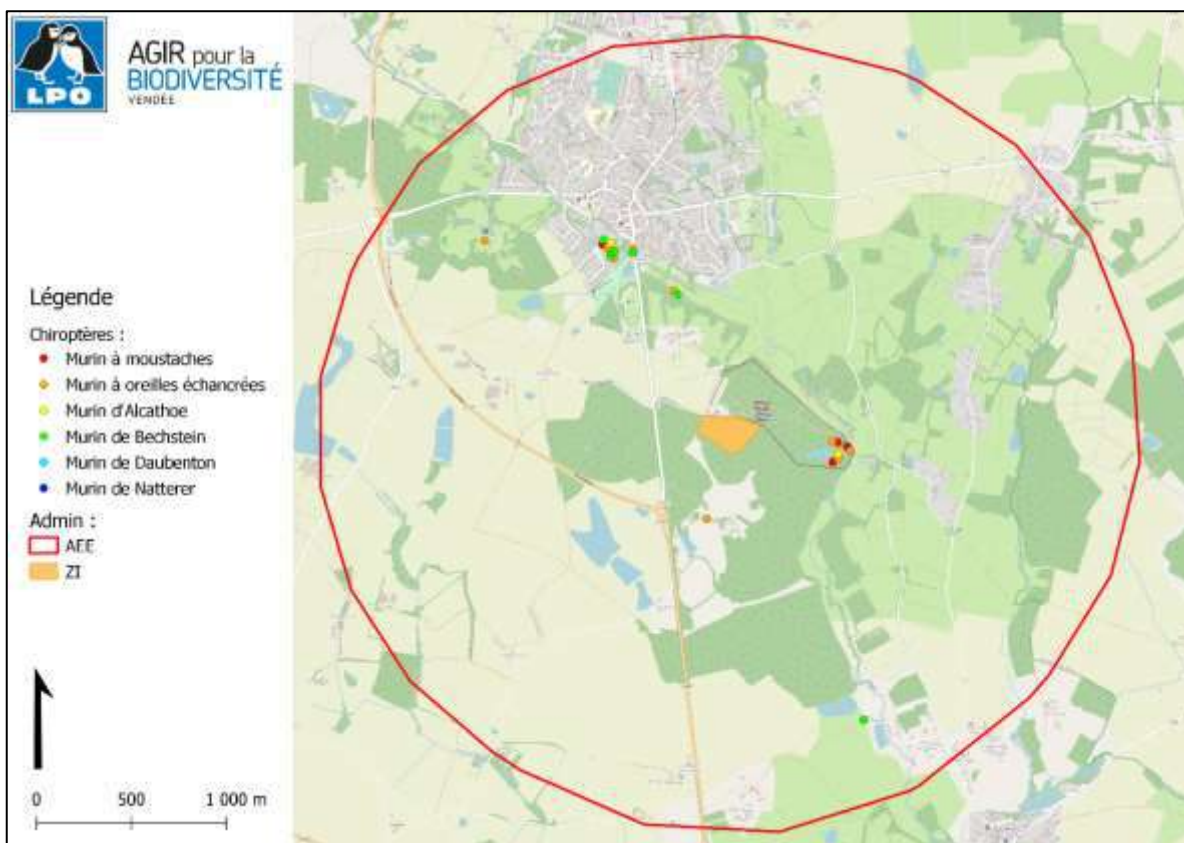 LPO
AGIR pour la
BIODIVERSITÉ
VENDÉE
Légende
Chiroptères :
Murin à moustaches
Murin à oreilles échancrées
Murin d'Alcathoe
Murin de Bechstein
Murin de Daubenton
Murin de Natterer
Admin :
AEE
ZI
0 500 1 000 m